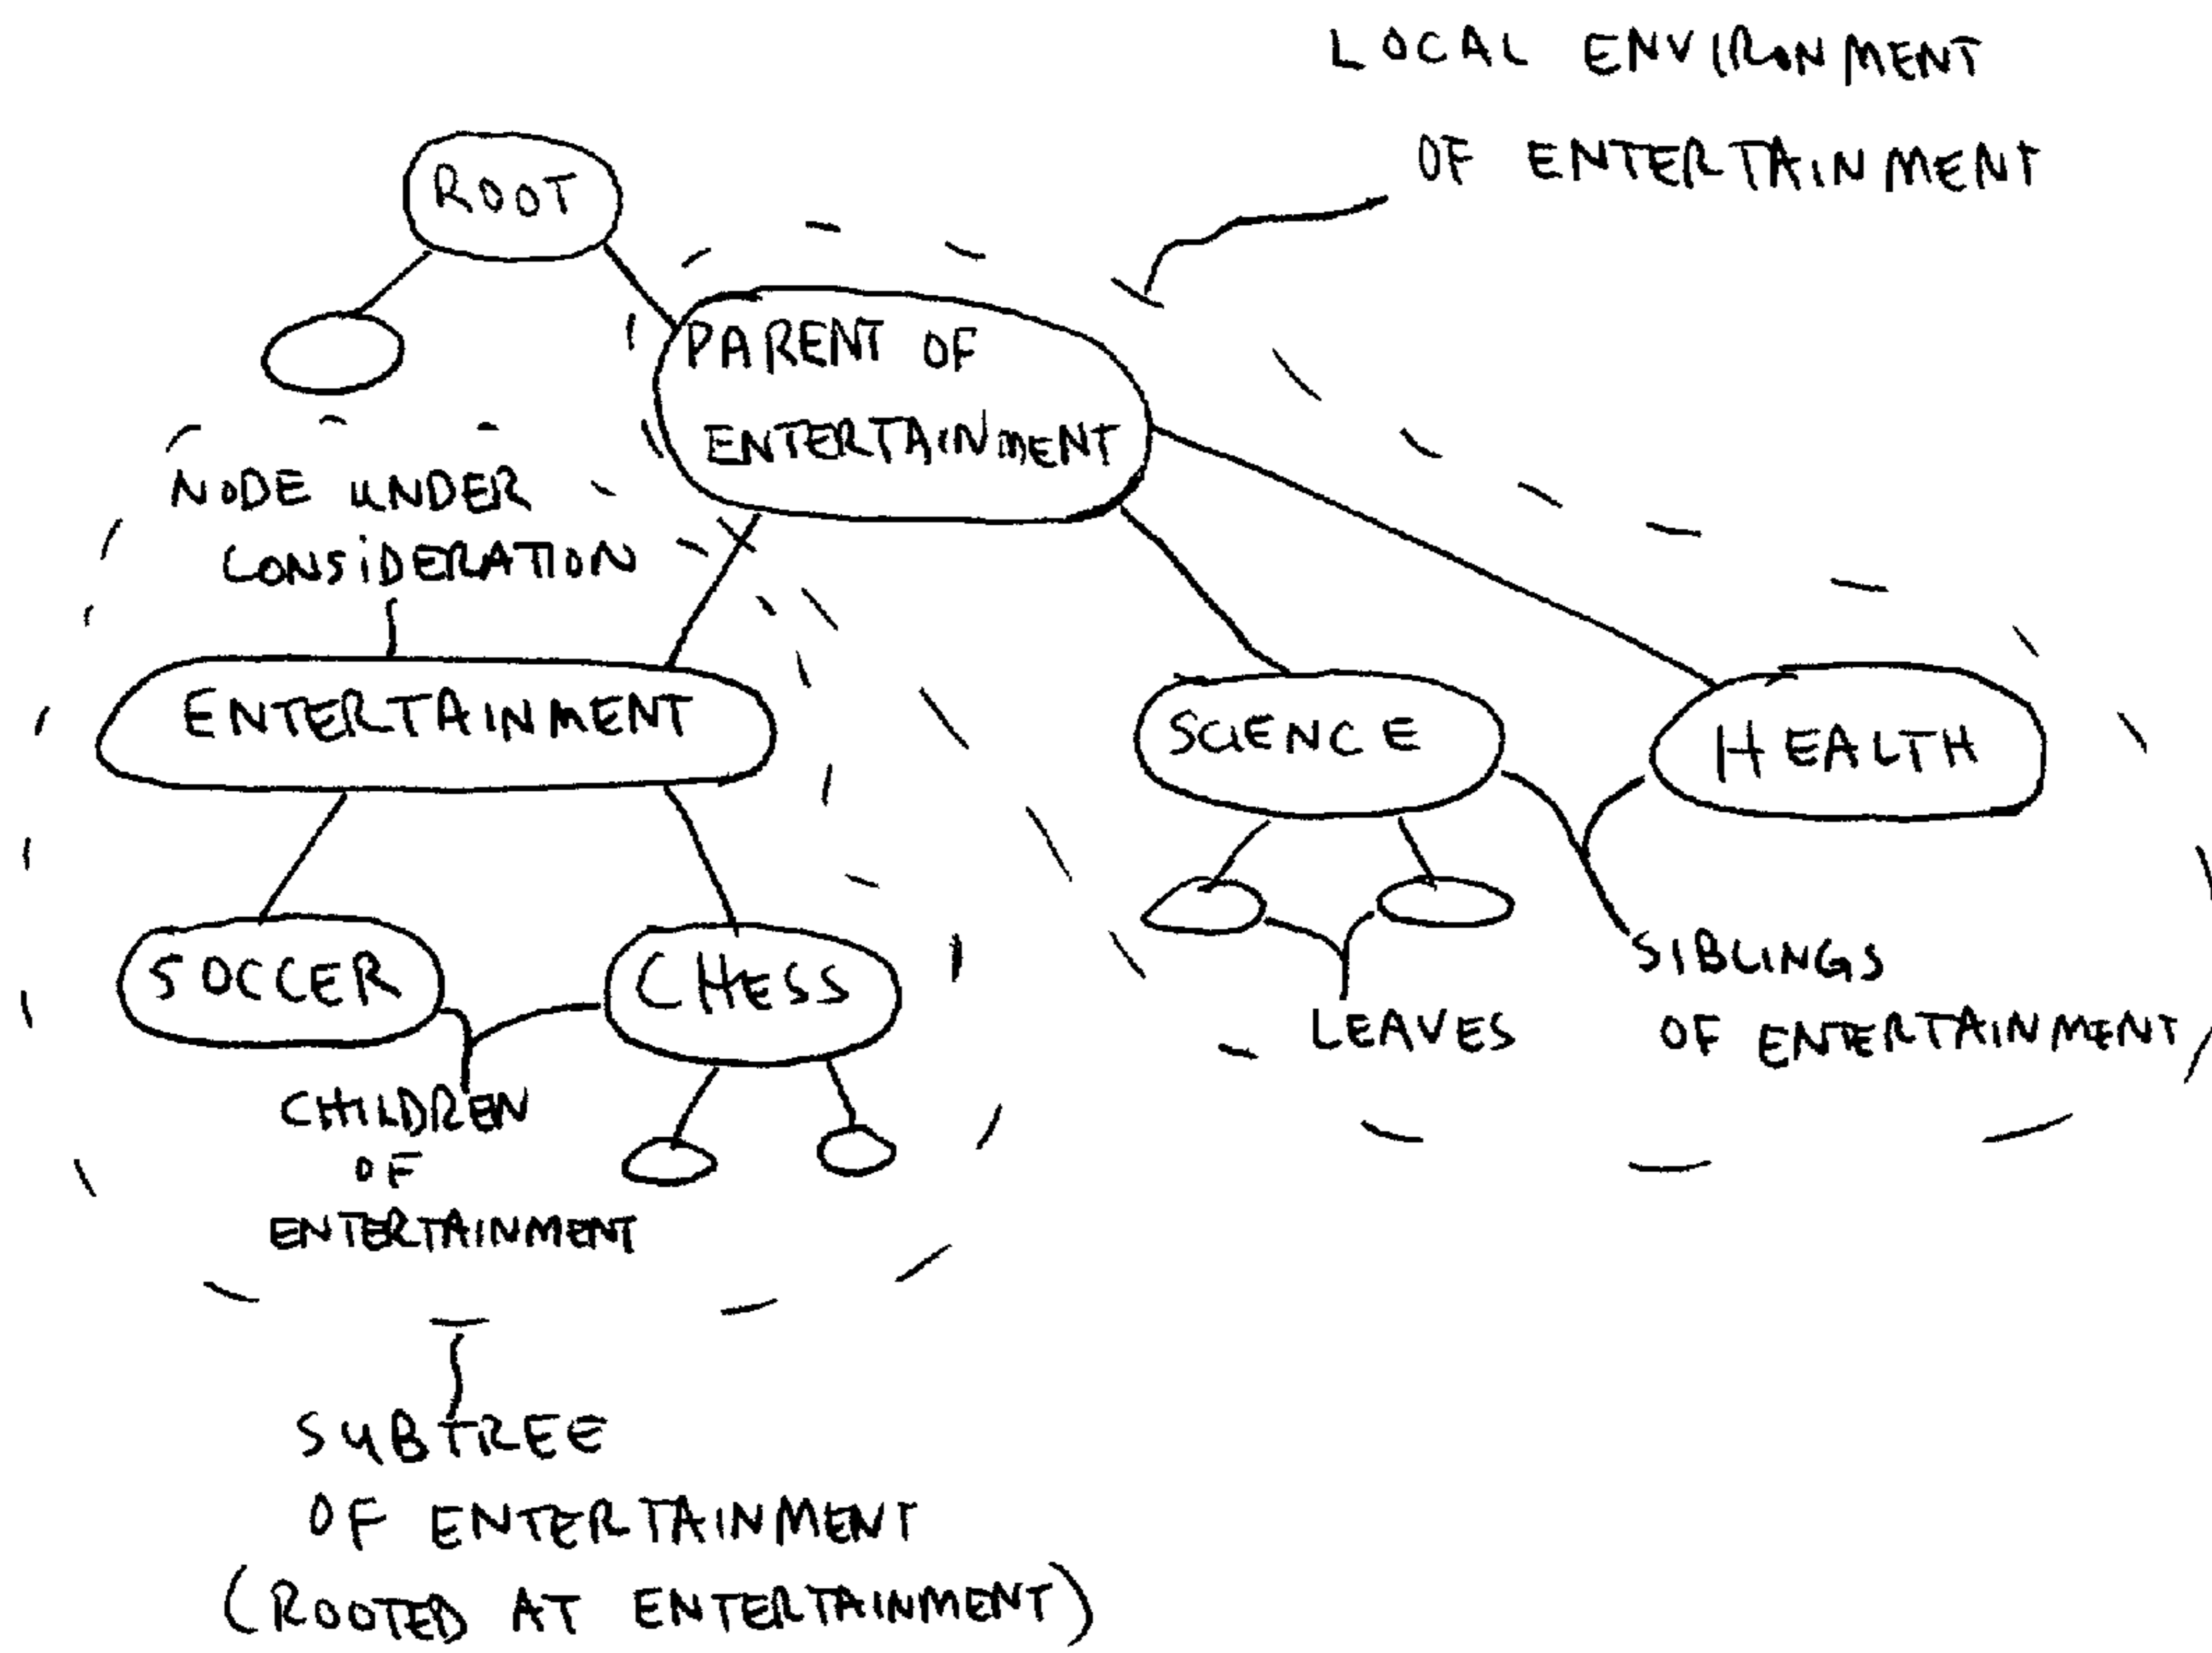 LOCAL ENVIRONMENT
OF ENTERTAINMENT
ROOT
PARENT OF
ENTERTAINMENT
NODE UNDER
CONSIDERATION
ENTERTAINMENT
SCIENCE
HEALTH
SOCCER
CHESS
SIBLINGS
OF ENTERTAINMENT
LEAVES
CHILDREN
OF
ENTERTAINMENT
SUBTREE
OF ENTERTAINMENT
(ROOTED AT ENTERTAINMENT)